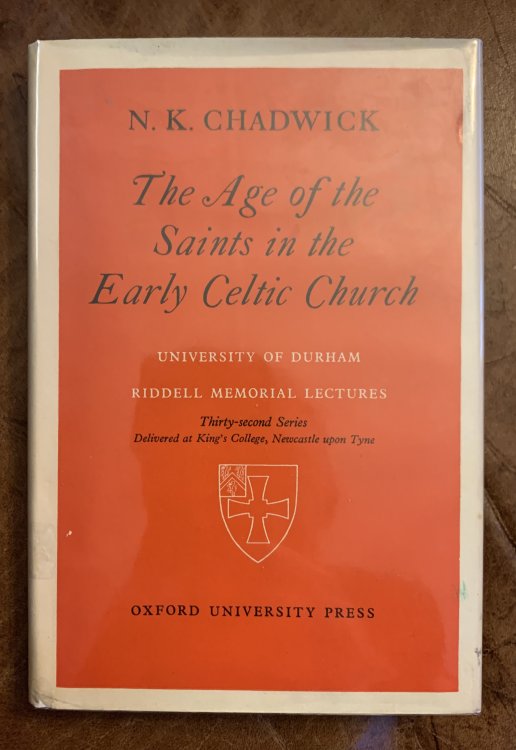 N. K. CHADWICK
The Age of the
Saints in the
Early Celtic Church
UNIVERSITY OF DURHAM
RIDDELL MEMORIAL LECTURES
Thirty-second Series
Delivered at King's College, Newcastle upon Tyne
OXFORD UNIVERSITY PRESS